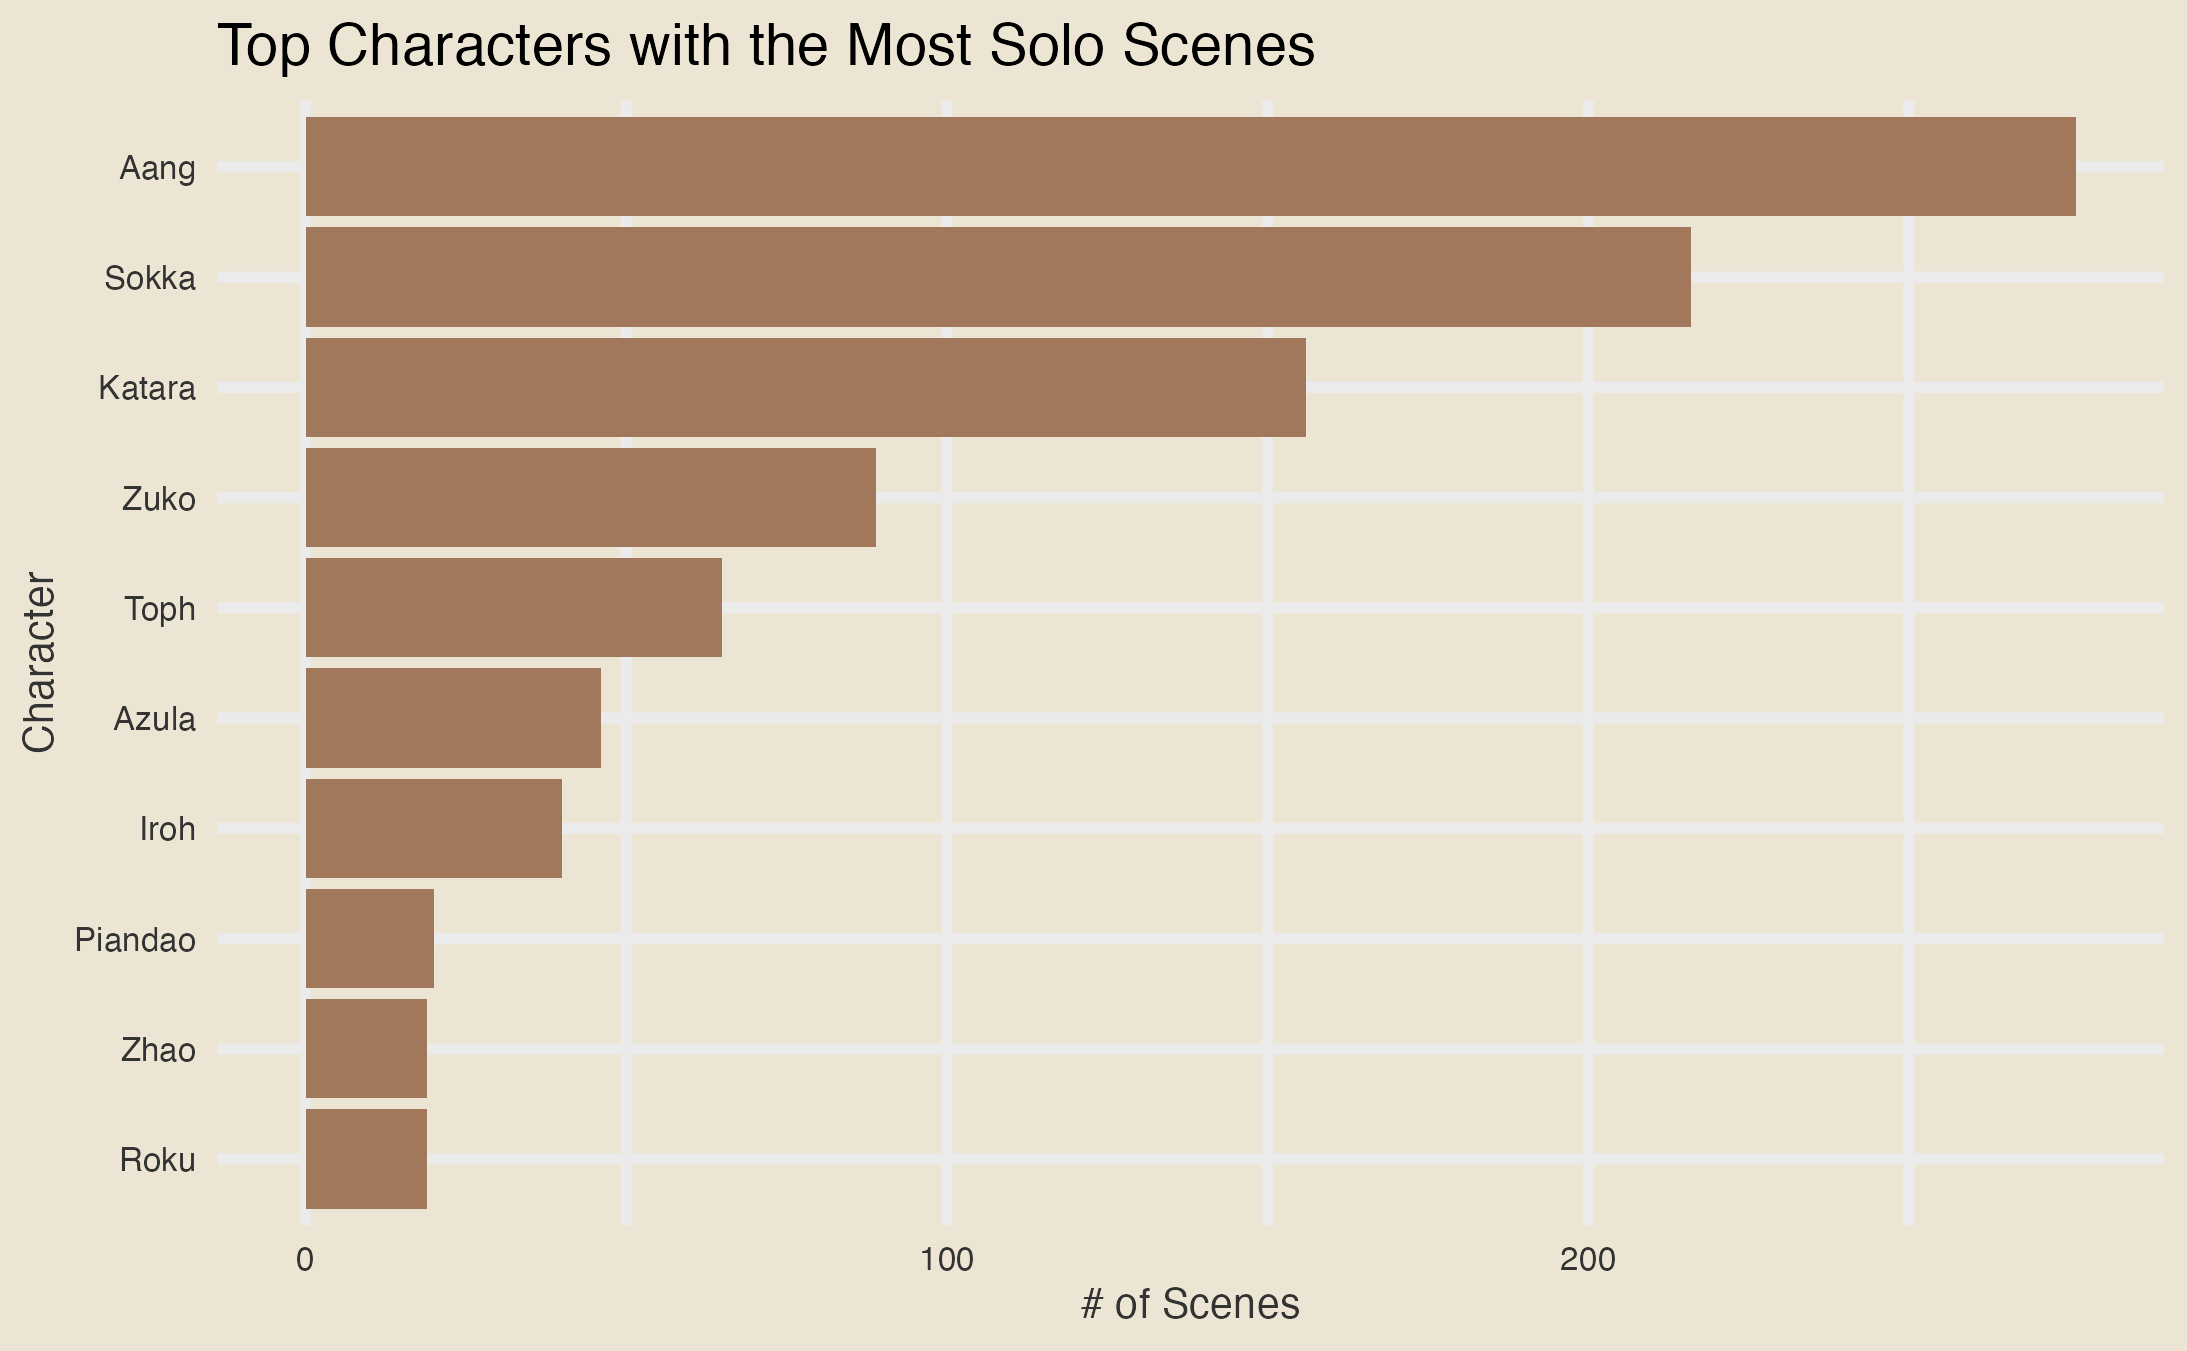 Top Characters with the Most Solo Scenes
Aang
Sokka
Katara
Zuko
Toph
Azula
Iroh
Piandao
Zhao
Roku
Character
0 100 200
# of Scenes